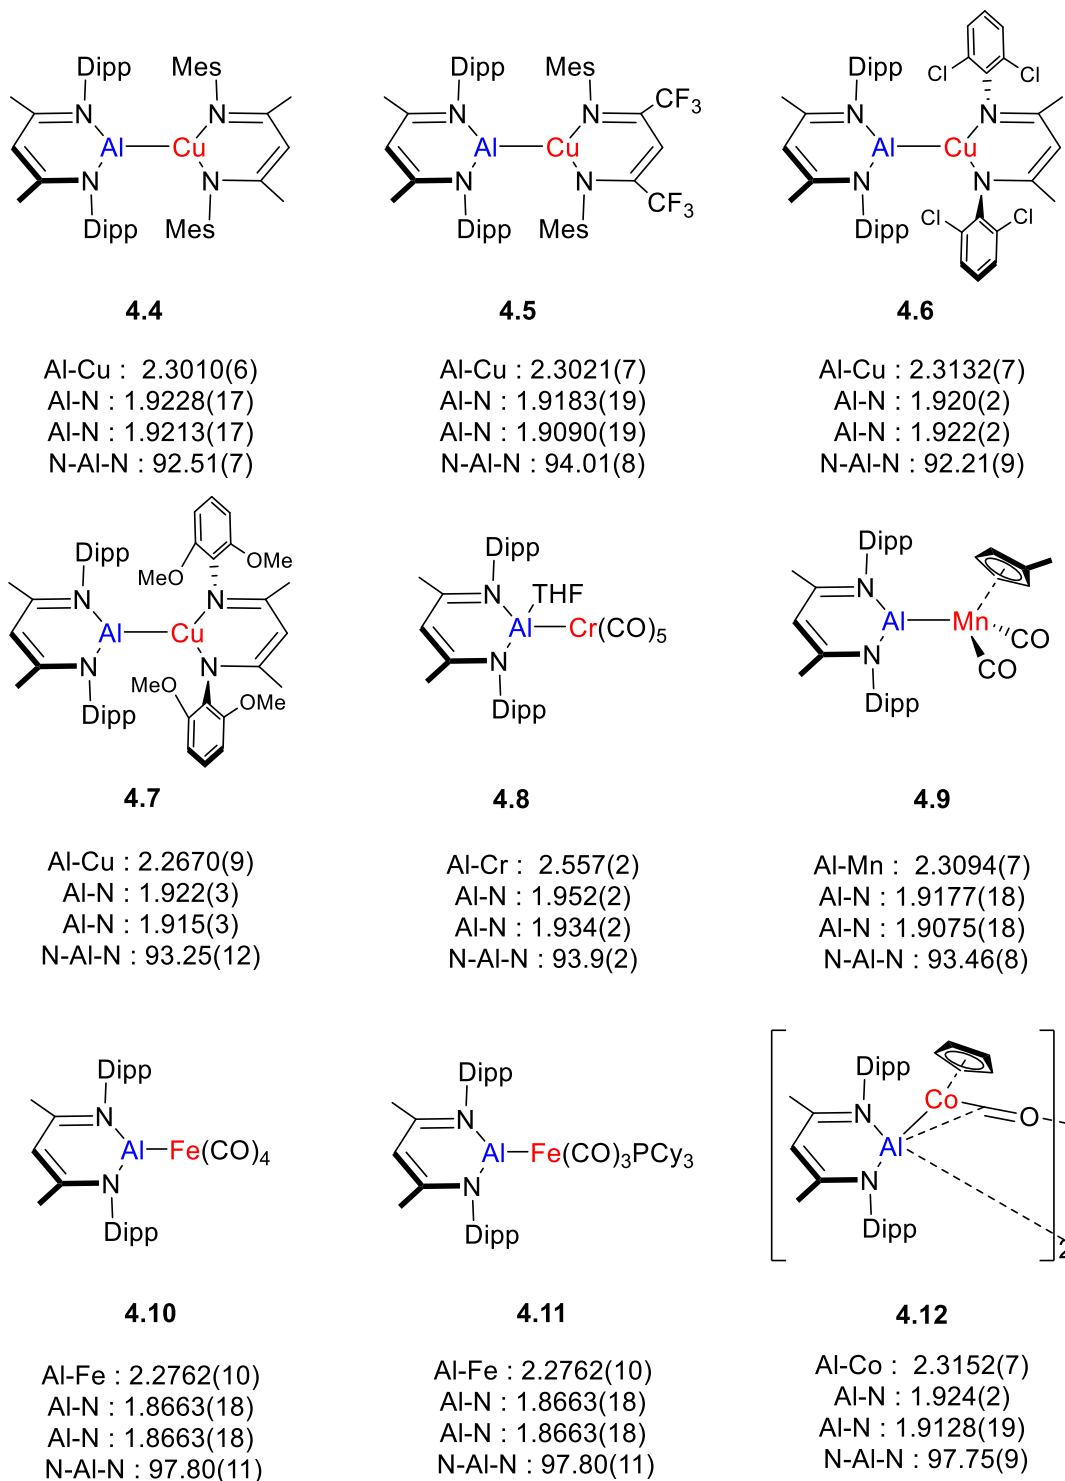 Dipp Mes
N N
Al Cu
N N
Dipp Mes
4.4
Al-Cu : 2.3010(6)
Al-N : 1.9228(17)
Al-N : 1.9213(17)
N-Al-N : 92.51(7)
Dipp Mes
CF3
N N
Al Cu
N N
CF3
Dipp Mes
4.5
Al-Cu : 2.3021(7)
Al-N : 1.9183(19)
Al-N : 1.9090(19)
N-Al-N : 94.01(8)
Dipp Cl Cl
N N
Al Cu
N N
Dipp Cl Cl
4.6
Al-Cu : 2.3132(7)
Al-N : 1.920(2)
Al-N : 1.922(2)
N-Al-N : 92.21(9)
Dipp MeO OMe
N N
Al Cu
N N
Dipp MeO OMe
4.7
Al-Cu : 2.2670(9)
Al-N : 1.922(3)
Al-N : 1.915(3)
N-Al-N : 93.25(12)
Dipp
N THF
Al Cr(CO)5
N
Dipp
4.8
Al-Cr : 2.557(2)
Al-N : 1.952(2)
Al-N : 1.934(2)
N-Al-N : 93.9(2)
Dipp
N
Al Mn CO
N CO
Dipp
4.9
Al-Mn : 2.3094(7)
Al-N : 1.9177(18)
Al-N : 1.9075(18)
N-Al-N : 93.46(8)
Dipp
N
Al Fe(CO)4
N
Dipp
4.10
Al-Fe : 2.2762(10)
Al-N : 1.8663(18)
Al-N : 1.8663(18)
N-Al-N : 97.80(11)
Dipp
N
Al Fe(CO)3PCy3
N
Dipp
4.11
Al-Fe : 2.2762(10)
Al-N : 1.8663(18)
Al-N : 1.8663(18)
N-Al-N : 97.80(11)
Dipp
Co
N O
Al
N
Dipp
2
4.12
Al-Co : 2.3152(7)
Al-N : 1.924(2)
Al-N : 1.9128(19)
N-Al-N : 97.75(9)